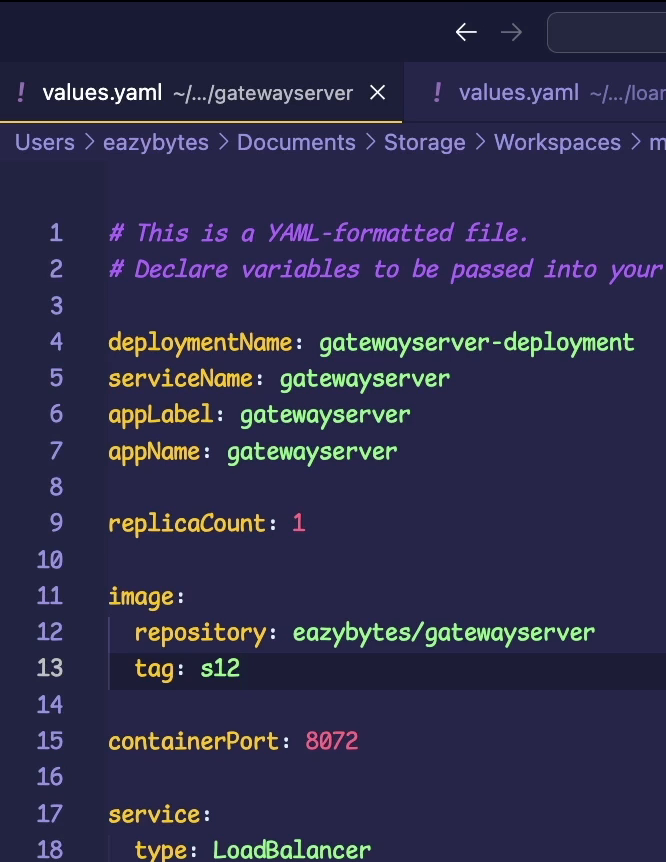 values.yaml ~/.../gatewayserver
values.yaml ~/.../loan
Users > eazybytes > Documents > Storage > Workspaces > m
1 # This is a YAML-formatted file.
2 # Declare variables to be passed into your
3
4 deploymentName: gatewayserver-deployment
5 serviceName: gatewayserver
6 appLabel: gatewayserver
7 appName: gatewayserver
8
9 replicaCount: 1
10
11 image:
12 repository: eazybytes/gatewayserver
13 tag: s12
14
15 containerPort: 8072
16
17 service:
18 type: LoadBalancer